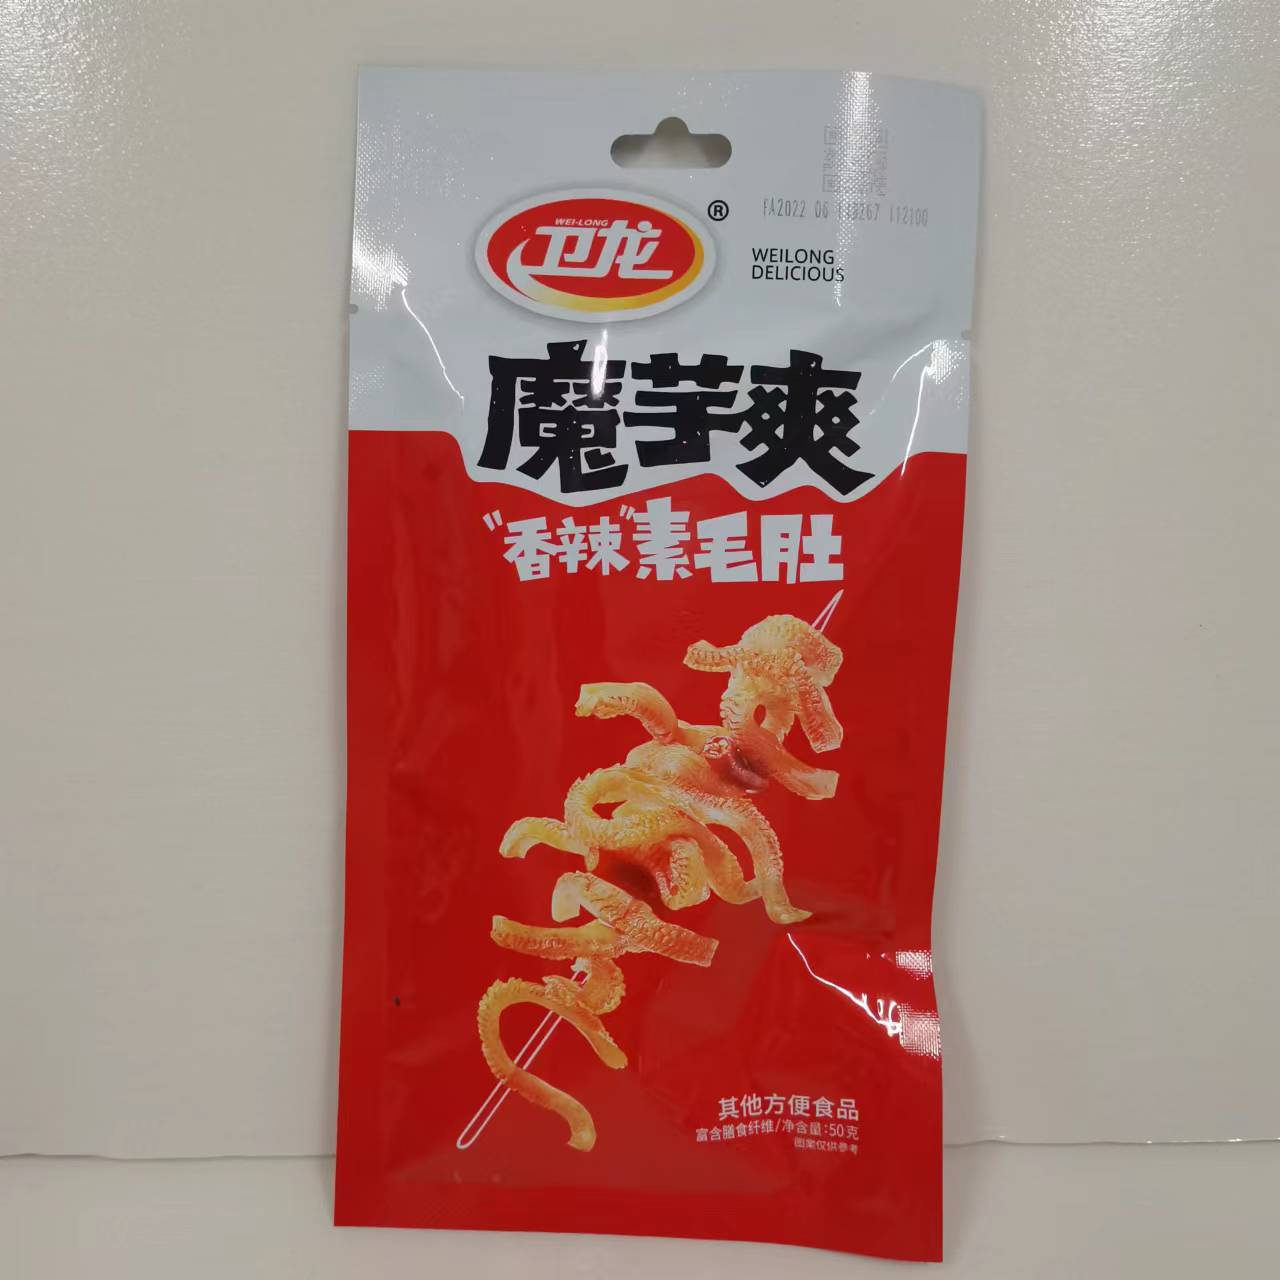 WEI-LONG
卫龙
®
WEILONG
DELICIOUS
魔芋爽
“香辣”素毛肚
其他方便食品
富含膳食纤维/净含量:50克
图案仅供参考